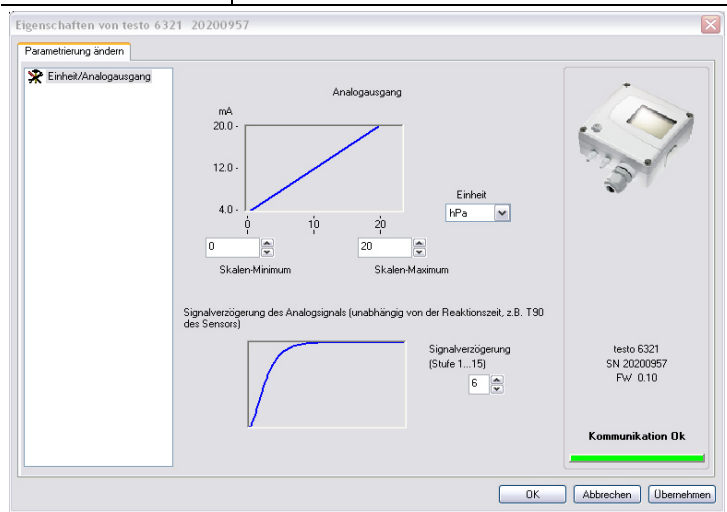 Eigenschaften von testo 6321 20200957
Parametrierung ändern
Einheit/Analogausgang
Analogausgang
mA
20.0
12.0
4.0
0 10 20
Einheit
hPa
0
20
Skalen-Minimum
Skalen-Maximum
Signalverzögerung des Analogsignals (unabhängig von der Reaktionszeit, z.B. T90
des Sensors)
Signalverzögerung
(Stufe 1...15)
6
testo 6321
SN 20200957
FW 0.10
Kommunikation Ok
OK
Abbrechen
Übernehmen